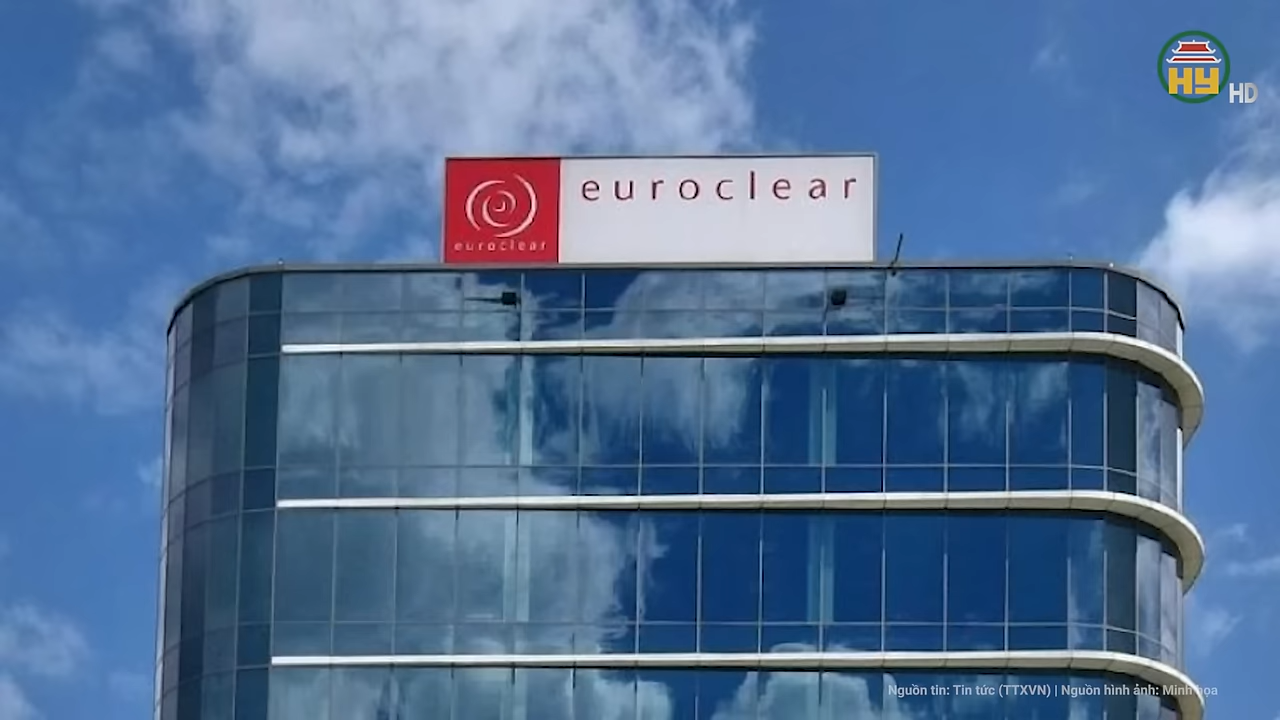 HY HD
euroclear
euroclear
Nguồn tin: Tin tức (TTXVN) | Nguồn hình ảnh: Minh họa